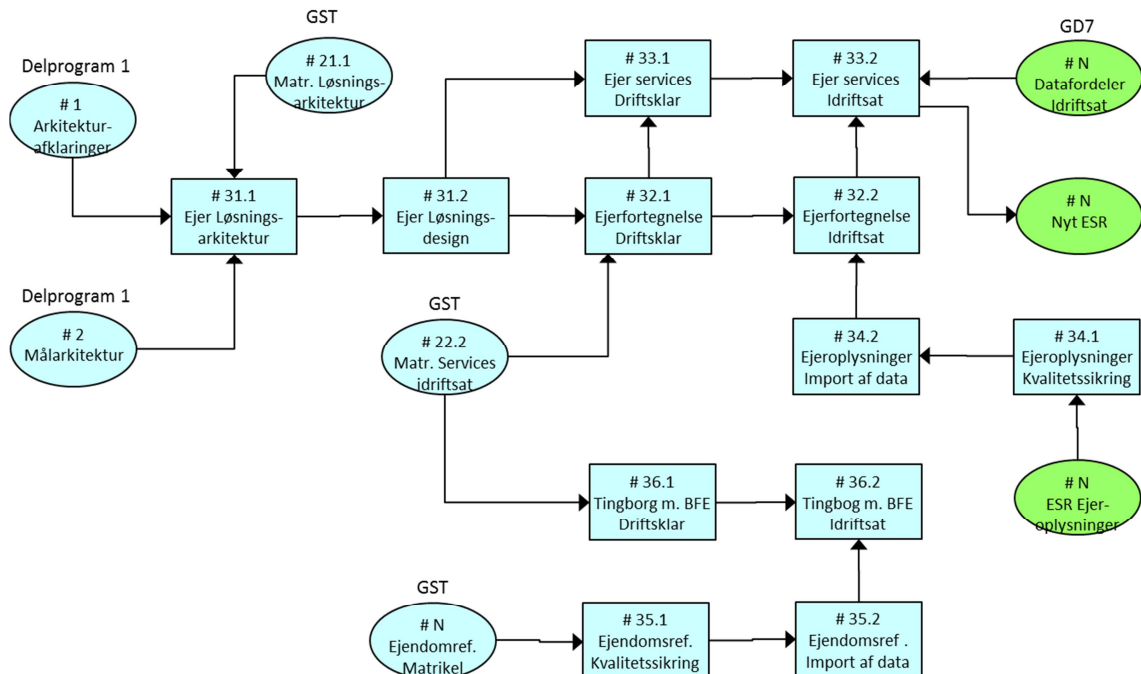 GST
# 21.1
Matr. Løsnings-
arkitektur
Delprogram 1
# 1
Arkitektur-
afklaringer
# 33.1
Ejer services
Driftsklar
# 33.2
Ejer services
Idriftsat
GD7
# N
Datafordeler
Idriftsat
# 31.1
Ejer Løsnings-
arkitektur
# 31.2
Ejer Løsnings-
design
# 32.1
Ejerfortegnelse
Driftsklar
# 32.2
Ejerfortegnelse
Idriftsat
# N
Nyt ESR
Delprogram 1
# 2
Målarkitektur
GST
# 22.2
Matr. Services
idriftsat
# 34.2
Ejeroplysninger
Import af data
# 34.1
Ejeroplysninger
Kvalitetssikring
# 36.1
Tingborg m. BFE
Driftsklar
# 36.2
Tingbog m. BFE
Idriftsat
# N
ESR Ejer-
oplysninger
GST
# N
Ejendomref.
Matrikel
# 35.1
Ejendomsref.
Kvalitetssikring
# 35.2
Ejendomsref .
Import af data